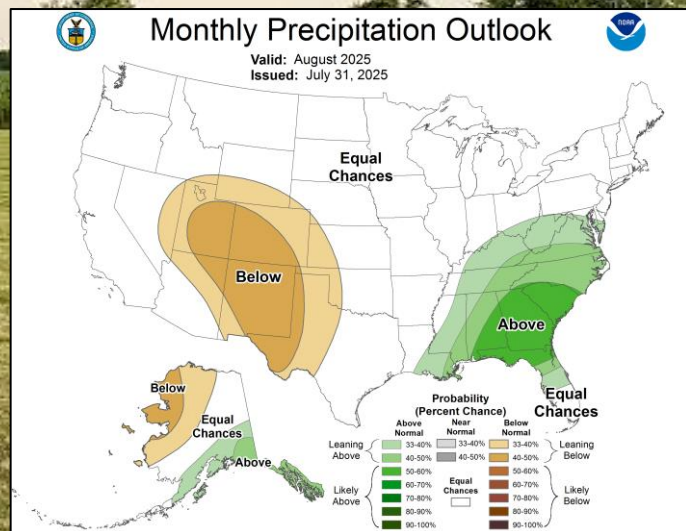 Monthly Precipitation Outlook
NOAA
Valid: August 2025
Issued: July 31, 2025
Equal
Chances
Below
Above
Below
Equal
Chances
Above
Equal
Chances
Probability
(Percent Chance)
Above
Normal
Near
Normal
Below
Normal
Leaning
Above
33-40%
33-40%
33-40%
Leaning
Below
40-50%
40-50%
40-50%
Likely
Above
50-60%
Equal
Chances
50-60%
Likely
Below
60-70%
60-70%
70-80%
70-80%
80-90%
80-90%
90-100%
90-100%